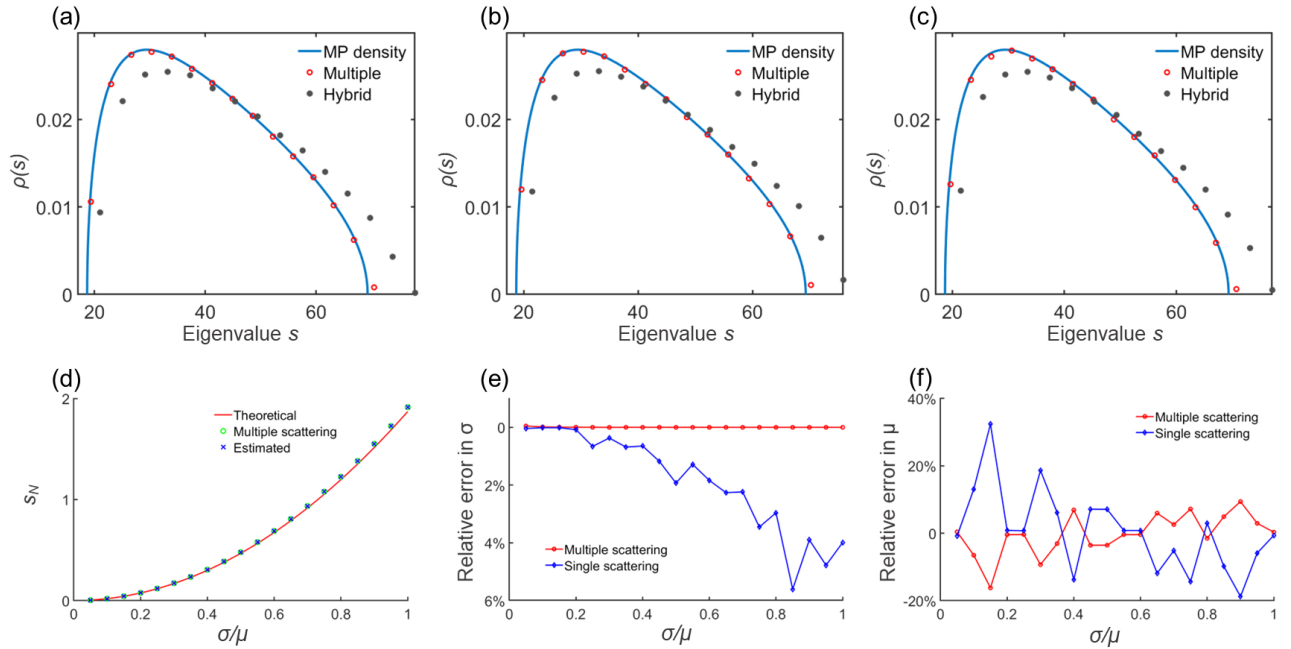 (a)
MP density
Multiple
Hybrid
ρ(s)
0.02
0.01
0
20
40
60
Eigenvalue s
(b)
MP density
Multiple
Hybrid
ρ(s)
0.02
0.01
0
20
40
60
Eigenvalue s
(c)
MP density
Multiple
Hybrid
ρ(s)
0.02
0.01
0
20
40
60
Eigenvalue s
(d)
Theoretical
Multiple scattering
Estimated
sN
2
1
0
0
0.2
0.4
0.6
0.8
1
σ/μ
(e)
Relative error in σ
0
2%
4%
6%
Multiple scattering
Single scattering
0
0.2
0.4
0.6
0.8
1
σ/μ
(f)
Relative error in μ
40%
20%
0
-20%
Multiple scattering
Single scattering
0
0.2
0.4
0.6
0.8
1
σ/μ